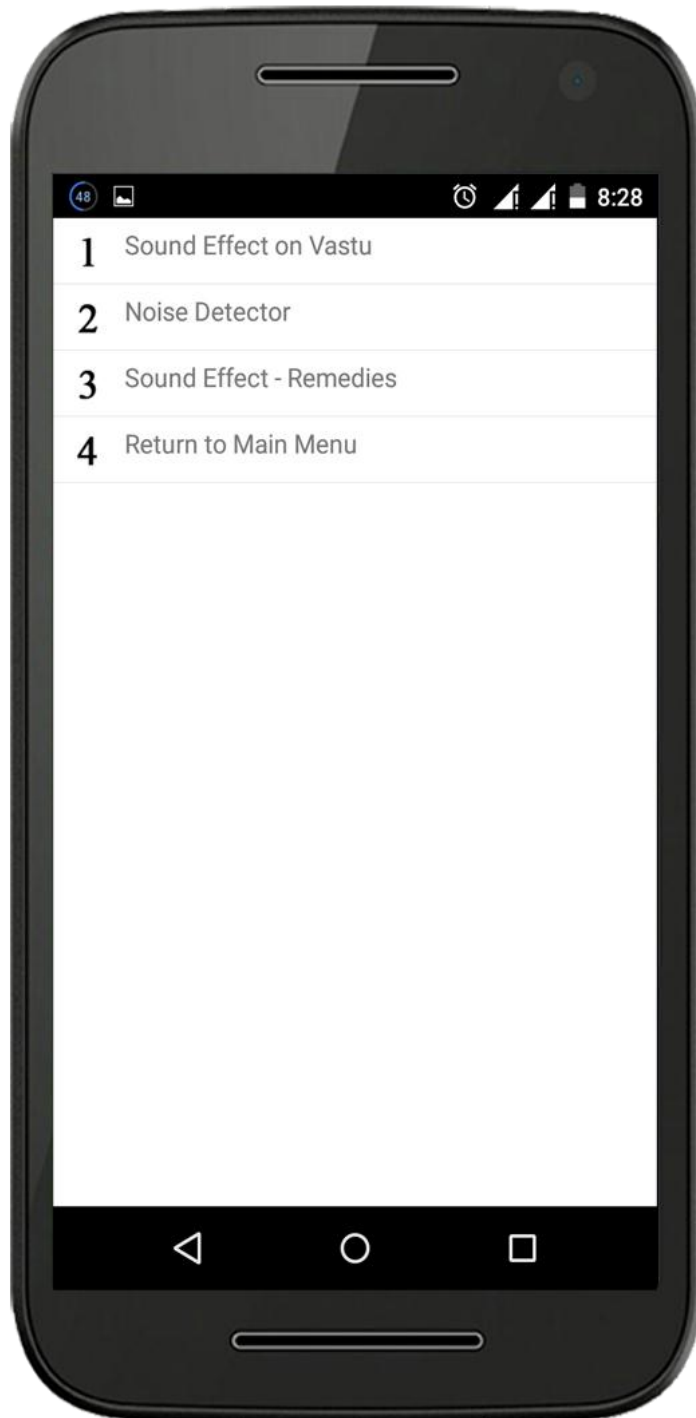 48 8:28
1 Sound Effect on Vastu
2 Noise Detector
3 Sound Effect - Remedies
4 Return to Main Menu